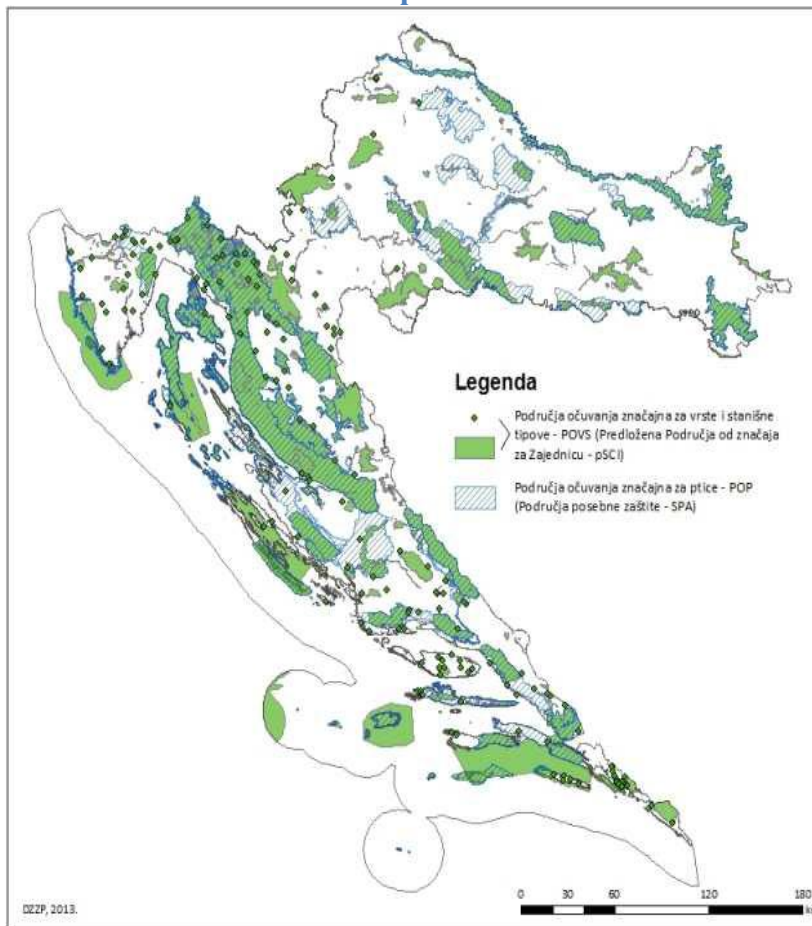 Legenda
Područja očuvanja značajna za vrste i stanišne
tipove - POVS (Predložena Područja od značaja
za Zajednicu - pSCI)
Područja očuvanja značajna za ptice - POP
(Područja posebne zaštite - SPA)
DZZP, 2013.
0 30 60 120 180